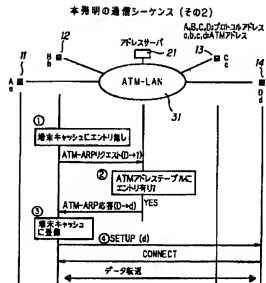 本発明の通信シーケンス (その2)
A,B,C,D:プロトコルアドレス
a,b,c,d:ATMアドレス
アドレスサーバ
21
11
12
13
14
A
a
B
b
C
c
D
d
ATM-LAN
31
①
端末キャッシュにエントリ無し
ATM-ARPリクエスト(D→?)
②
ATMアドレステーブルに
エントリ有り?
YES
ATM-ARP応答(D→d)
③
端末キャッシュ
に登録
④SETUP (d)
CONNECT
データ転送